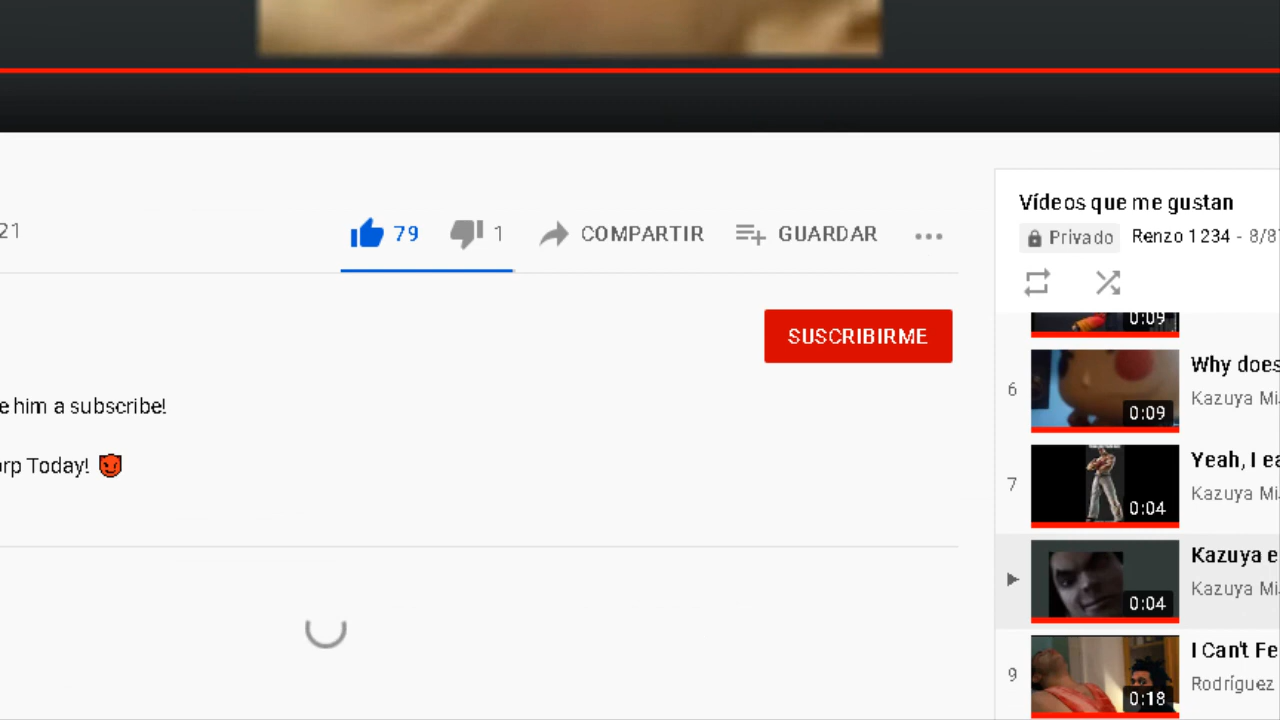 21
79
1
COMPARTIR
GUARDAR
SUSCRIBIRME
e him a subscribe!
orp Today! 😈
Vídeos que me gustan
Privado Renzo 1234 - 8/8
0:09
6
0:09
Why does
Kazuya Mi
7
0:04
Yeah, I ea
Kazuya Mi
0:04
Kazuya e
Kazuya Mi
9
0:18
I Can't Fe
Rodríguez